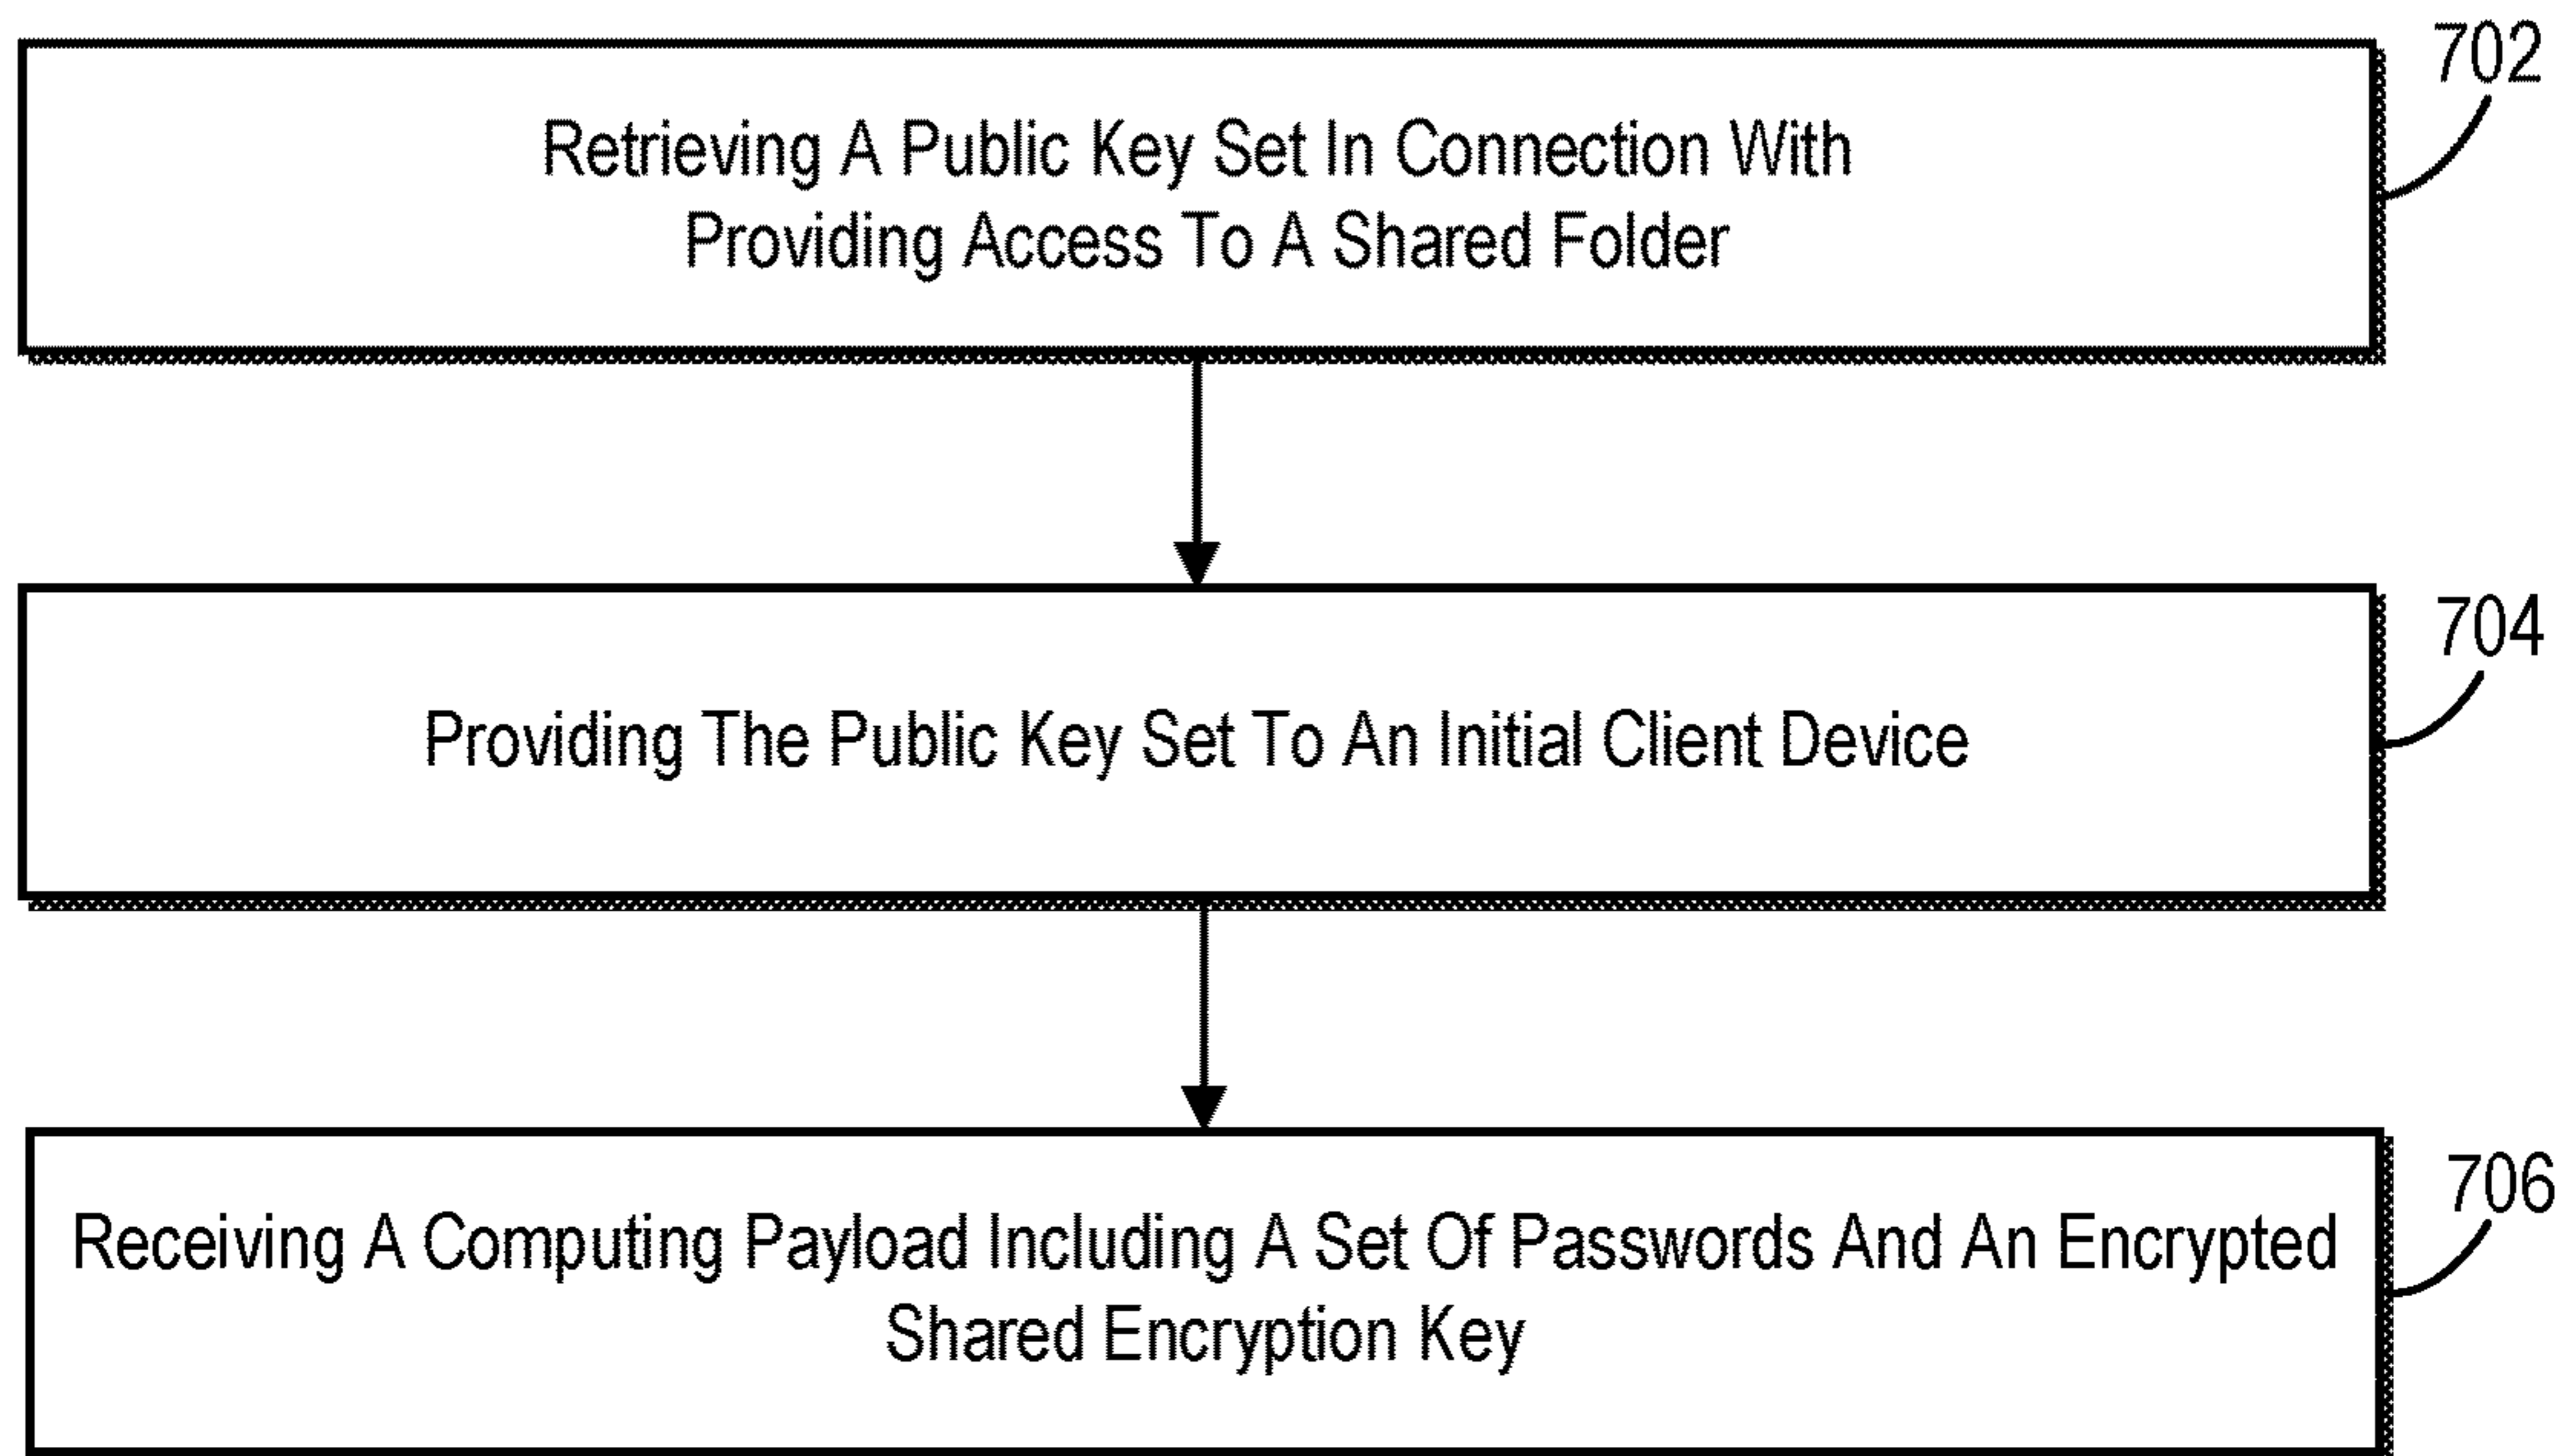 702
Retrieving A Public Key Set In Connection With
Providing Access To A Shared Folder
704
Providing The Public Key Set To An Initial Client Device
706
Receiving A Computing Payload Including A Set Of Passwords And An Encrypted
Shared Encryption Key